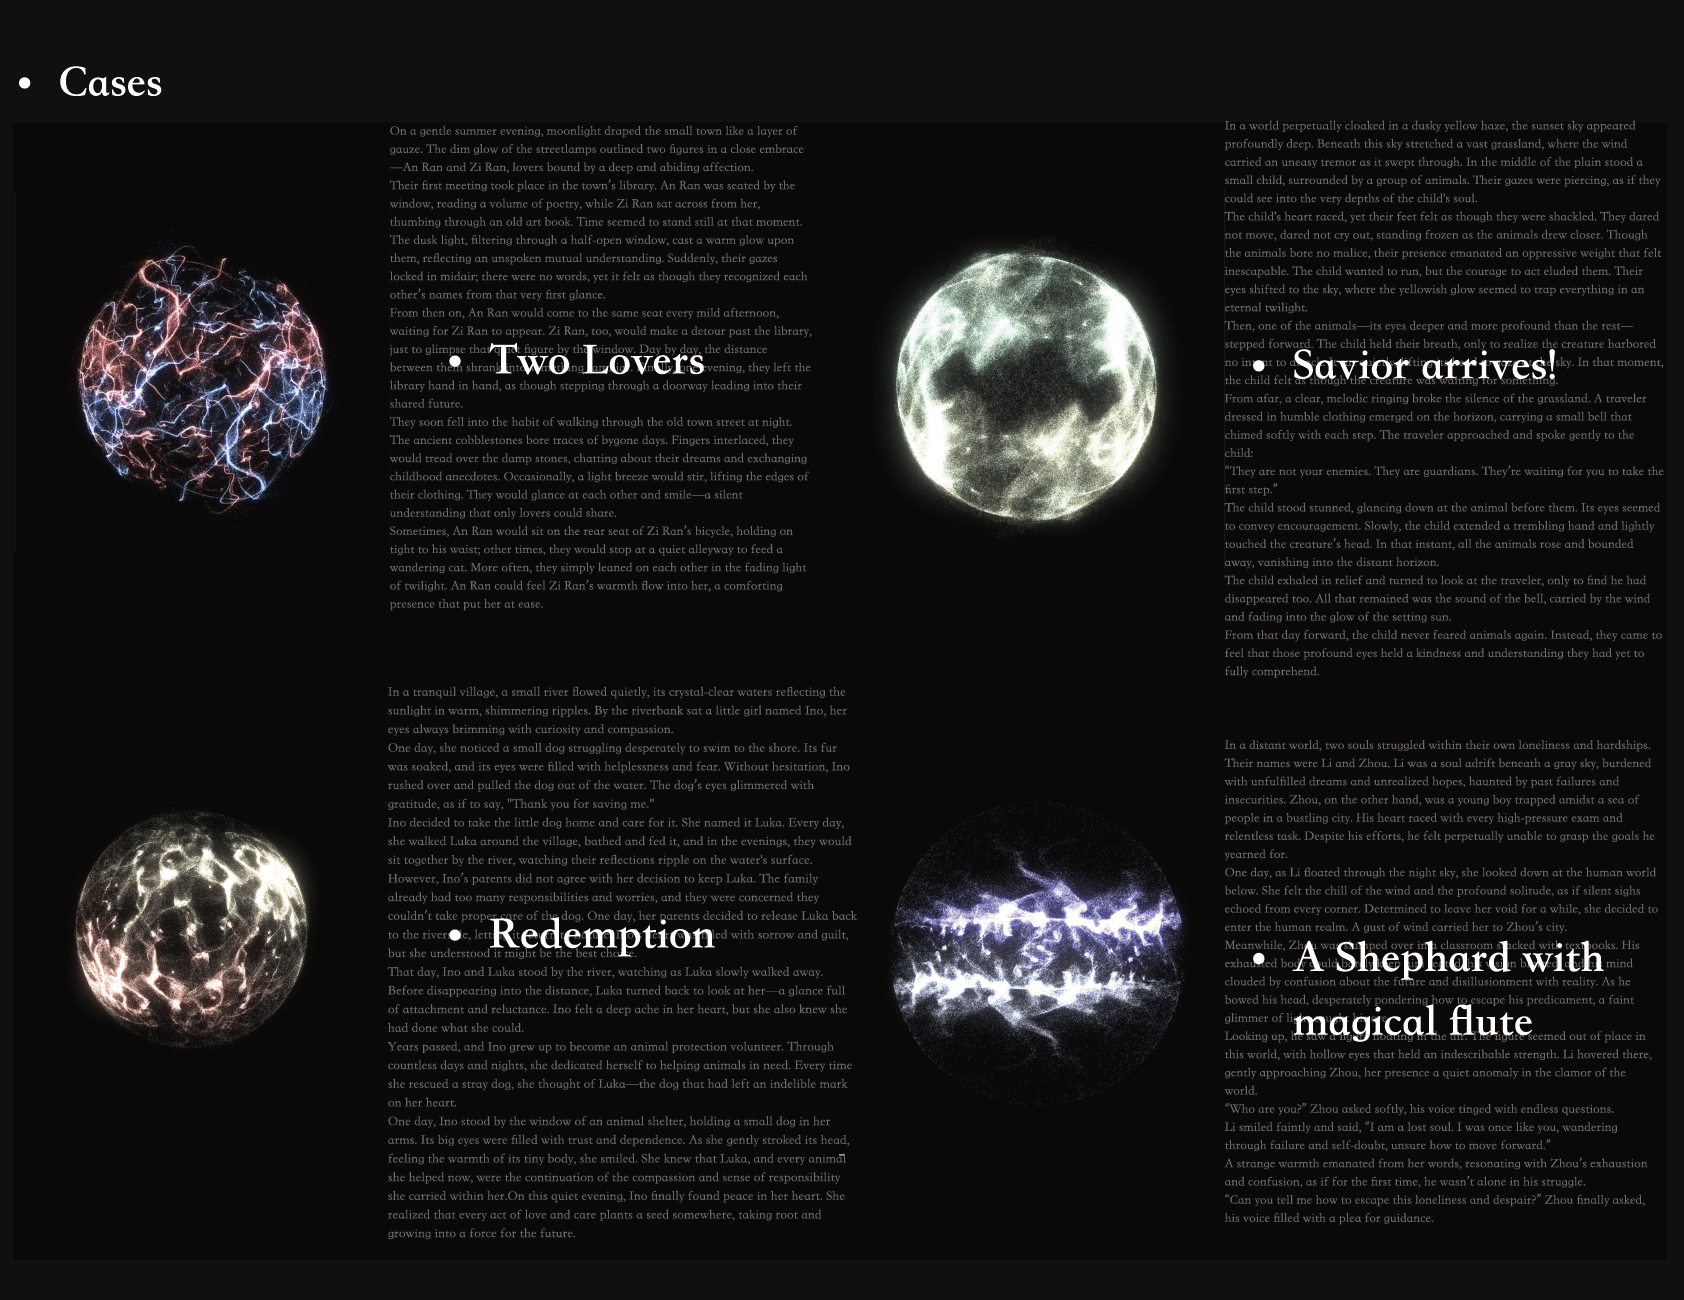 • Cases
On a gentle summer evening, moonlight draped the small town like a layer of
gauze. The dim glow of the streetlamps outlined two figures in a close embrace
—An Ran and Zi Ran, lovers bound by a deep and abiding affection.
Their first meeting took place in the town's library. An Ran was seated by the
window, reading a volume of poetry, while Zi Ran sat across from her,
thumbing through an old art book. Time seemed to stand still at that moment.
The dusk light, filtering through a half-open window, cast a warm glow upon
them, reflecting an unspoken mutual understanding. Suddenly, their gazes
locked in midair; there were no words, yet it felt as though they recognized each
other's names from that very first glance.
From then on, An Ran would come to the same seat every mild afternoon,
waiting for Zi Ran to appear. Zi Ran, too, would make a detour past the library,
just to glimpse that quiet figure by the window. Day by day, the distance
between them shrank into evening, they left the
library hand in hand, as though stepping through a doorway leading into their
shared future.
They soon fell into the habit of walking through the old town street at night.
The ancient cobblestones bore traces of bygone days. Fingers interlaced, they
would tread over the damp stones, chatting about their dreams and exchanging
childhood anecdotes. Occasionally, a light breeze would stir, lifting the edges of
their clothing. They would glance at each other and smile—a silent
understanding that only lovers could share.
Sometimes, An Ran would sit on the rear seat of Zi Ran's bicycle, holding on
tight to his waist; other times, they would stop at a quiet alleyway to feed a
wandering cat. More often, they simply leaned on each other in the fading light
of twilight. An Ran could feel Zi Ran's warmth flow into her, a comforting
presence that put her at ease.
• Two Lovers
In a world perpetually cloaked in a dusky yellow haze, the sunset sky appeared
profoundly deep. Beneath this sky stretched a vast grassland, where the wind
carried an uneasy tremor as it swept through. In the middle of the plain stood a
small child, surrounded by a group of animals. Their gazes were piercing, as if they
could see into the very depths of the child's soul.
The child's heart raced, yet their feet felt as though they were shackled. They dared
not move, dared not cry out, standing frozen as the animals drew closer. Though
the animals bore no malice, their presence emanated an oppressive weight that felt
inescapable. The child wanted to run, but the courage to act eluded them. Their
eyes shifted to the sky, where the yellowish glow seemed to trap everything in an
eternal twilight.
Then, one of the animals—its eyes deeper and more profound than the rest—
stepped forward. The child held their breath, only to realize the creature harbored
no intent to sky. In that moment,
the child felt as though the creature was waiting for something.
From afar, a clear, melodic ringing broke the silence of the grassland. A traveler
dressed in humble clothing emerged on the horizon, carrying a small bell that
chimed softly with each step. The traveler approached and spoke gently to the
child:
“They are not your enemies. They are guardians. They're waiting for you to take the
first step.”
The child stood stunned, glancing down at the animal before them. Its eyes seemed
to convey encouragement. Slowly, the child extended a trembling hand and lightly
touched the creature's head. In that instant, all the animals rose and bounded
away, vanishing into the distant horizon.
The child exhaled in relief and turned to look at the traveler, only to find he had
disappeared too. All that remained was the sound of the bell, carried by the wind
and fading into the glow of the setting sun.
From that day forward, the child never feared animals again. Instead, they came to
feel that those profound eyes held a kindness and understanding they had yet to
fully comprehend.
• Savior arrives!
In a tranquil village, a small river flowed quietly, its crystal-clear waters reflecting the
sunlight in warm, shimmering ripples. By the riverbank sat a little girl named Ino, her
eyes always brimming with curiosity and compassion.
One day, she noticed a small dog struggling desperately to swim to the shore. Its fur
was soaked, and its eyes were filled with helplessness and fear. Without hesitation, Ino
rushed over and pulled the dog out of the water. The dog's eyes glimmered with
gratitude, as if to say, "Thank you for saving me."
Ino decided to take the little dog home and care for it. She named it Luka. Every day,
she walked Luka around the village, bathed and fed it, and in the evenings, they would
sit together by the river, watching their reflections ripple on the water's surface.
However, Ino's parents did not agree with her decision to keep Luka. The family
already had too many responsibilities and worries, and they were concerned they
couldn't take proper care of the dog. One day, her parents decided to release Luka back
to the with sorrow and guilt,
but she understood it might be the best choice.
That day, Ino and Luka stood by the river, watching as Luka slowly walked away.
Before disappearing into the distance, Luka turned back to look at her—a glance full
of attachment and reluctance. Ino felt a deep ache in her heart, but she also knew she
had done what she could.
Years passed, and Ino grew up to become an animal protection volunteer. Through
countless days and nights, she dedicated herself to helping animals in need. Every time
she rescued a stray dog, she thought of Luka—the dog that had left an indelible mark
on her heart.
One day, Ino stood by the window of an animal shelter, holding a small dog in her
arms. Its big eyes were filled with trust and dependence. As she gently stroked its head,
feeling the warmth of its tiny body, she smiled. She knew that Luka, and every animal
she helped now, were the continuation of the compassion and sense of responsibility
she carried within her.On this quiet evening, Ino finally found peace in her heart. She
realized that every act of love and care plants a seed somewhere, taking root and
growing into a force for the future.
• Redemption
In a distant world, two souls struggled within their own loneliness and hardships.
Their names were Li and Zhou. Li was a soul adrift beneath a gray sky, burdened
with unfulfilled dreams and unrealized hopes, haunted by past failures and
insecurities. Zhou, on the other hand, was a young boy trapped amidst a sea of
people in a bustling city. His heart raced with every high-pressure exam and
relentless task. Despite his efforts, he felt perpetually unable to grasp the goals he
yearned for.
One day, as Li floated through the night sky, she looked down at the human world
below. She felt the chill of the wind and the profound solitude, as if silent sighs
echoed from every corner. Determined to leave her void for a while, she decided to
enter the human realm. A gust of wind carried her to Zhou's city.
Meanwhile, Zhou was slumped over in a classroom stacked with textbooks. His
exhausted body mind
clouded by confusion about the future and disillusionment with reality. As he
bowed his head, desperately pondering how to escape his predicament, a faint
glimmer of
Looking up, he saw a figure floating in the air. The figure seemed out of place in
this world, with hollow eyes that held an indescribable strength. Li hovered there,
gently approaching Zhou, her presence a quiet anomaly in the clamor of the
world.
“Who are you?” Zhou asked softly, his voice tinged with endless questions.
Li smiled faintly and said, “I am a lost soul. I was once like you, wandering
through failure and self-doubt, unsure how to move forward.”
A strange warmth emanated from her words, resonating with Zhou's exhaustion
and confusion, as if for the first time, he wasn't alone in his struggle.
“Can you tell me how to escape this loneliness and despair?” Zhou finally asked,
his voice filled with a plea for guidance.
• A Shephard with
magical flute